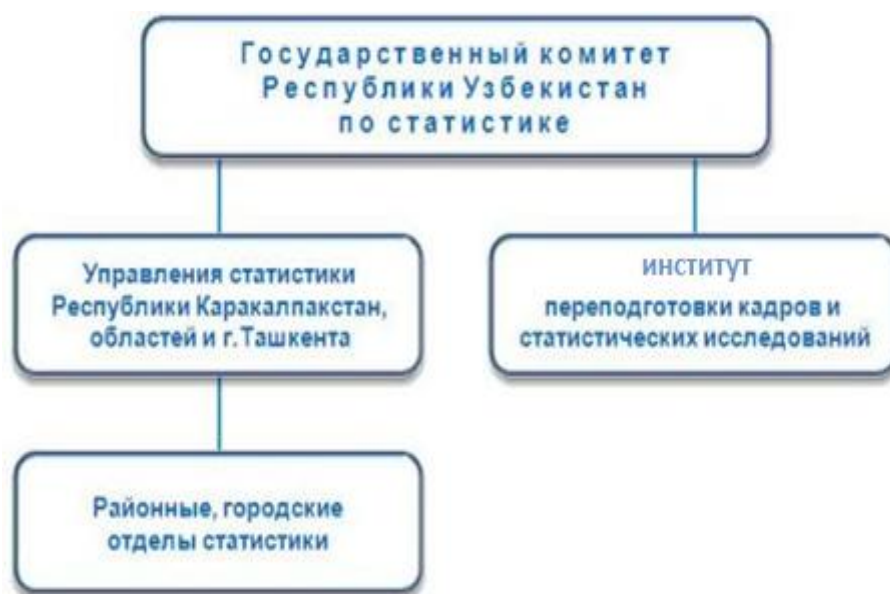 Государственный комитет
Республики Узбекистан
по статистике
Управления статистики
Республики Каракалпакстан,
областей и г.Ташкента
институт
переподготовки кадров и
статистических исследований
Районные, городские
отделы статистики